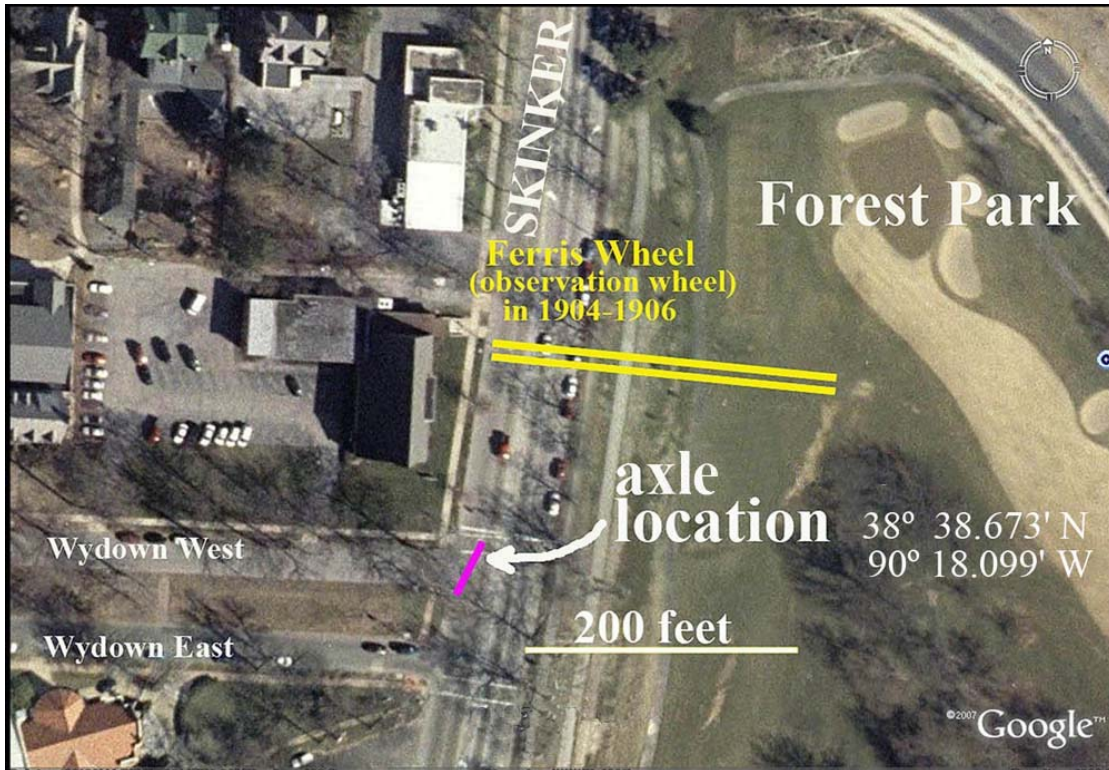 N
SKINKER
Forest Park
Ferris Wheel
(observation wheel)
in 1904-1906
axle
location
38º 38.673' N
90º 18.099' W
Wydown West
200 feet
Wydown East
©2007 Google™